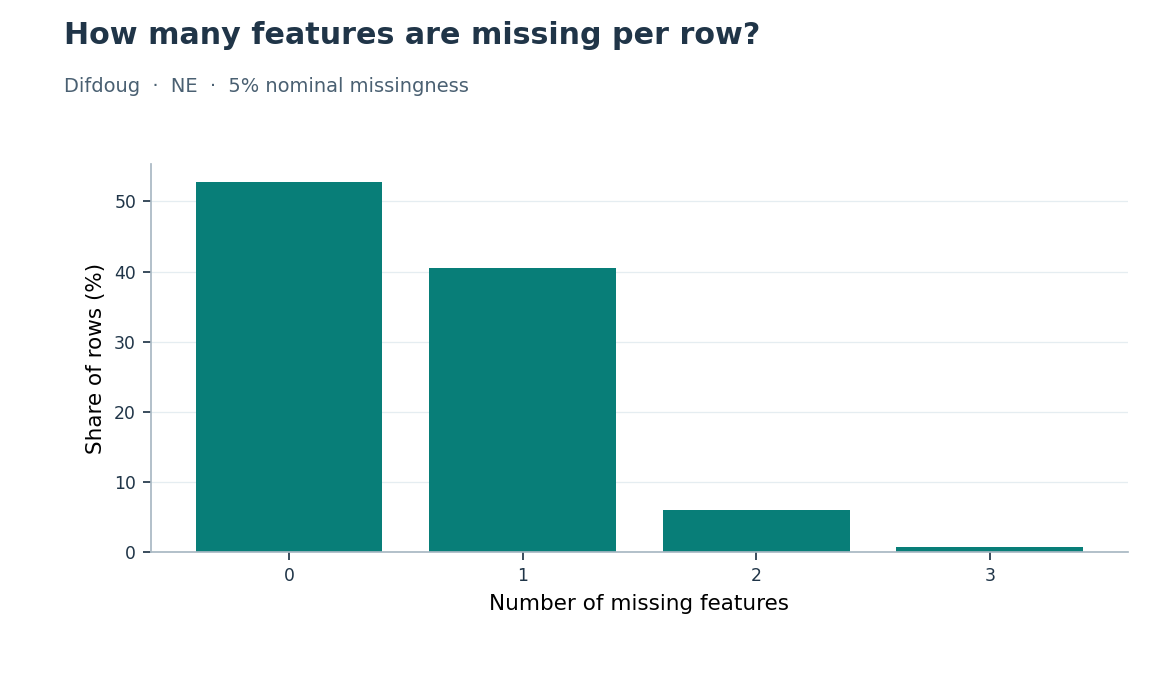 How many features are missing per row?
Difdoug · NE · 5% nominal missingness
50
40
30
20
10
0
Share of rows (%)
0 1 2 3
Number of missing features